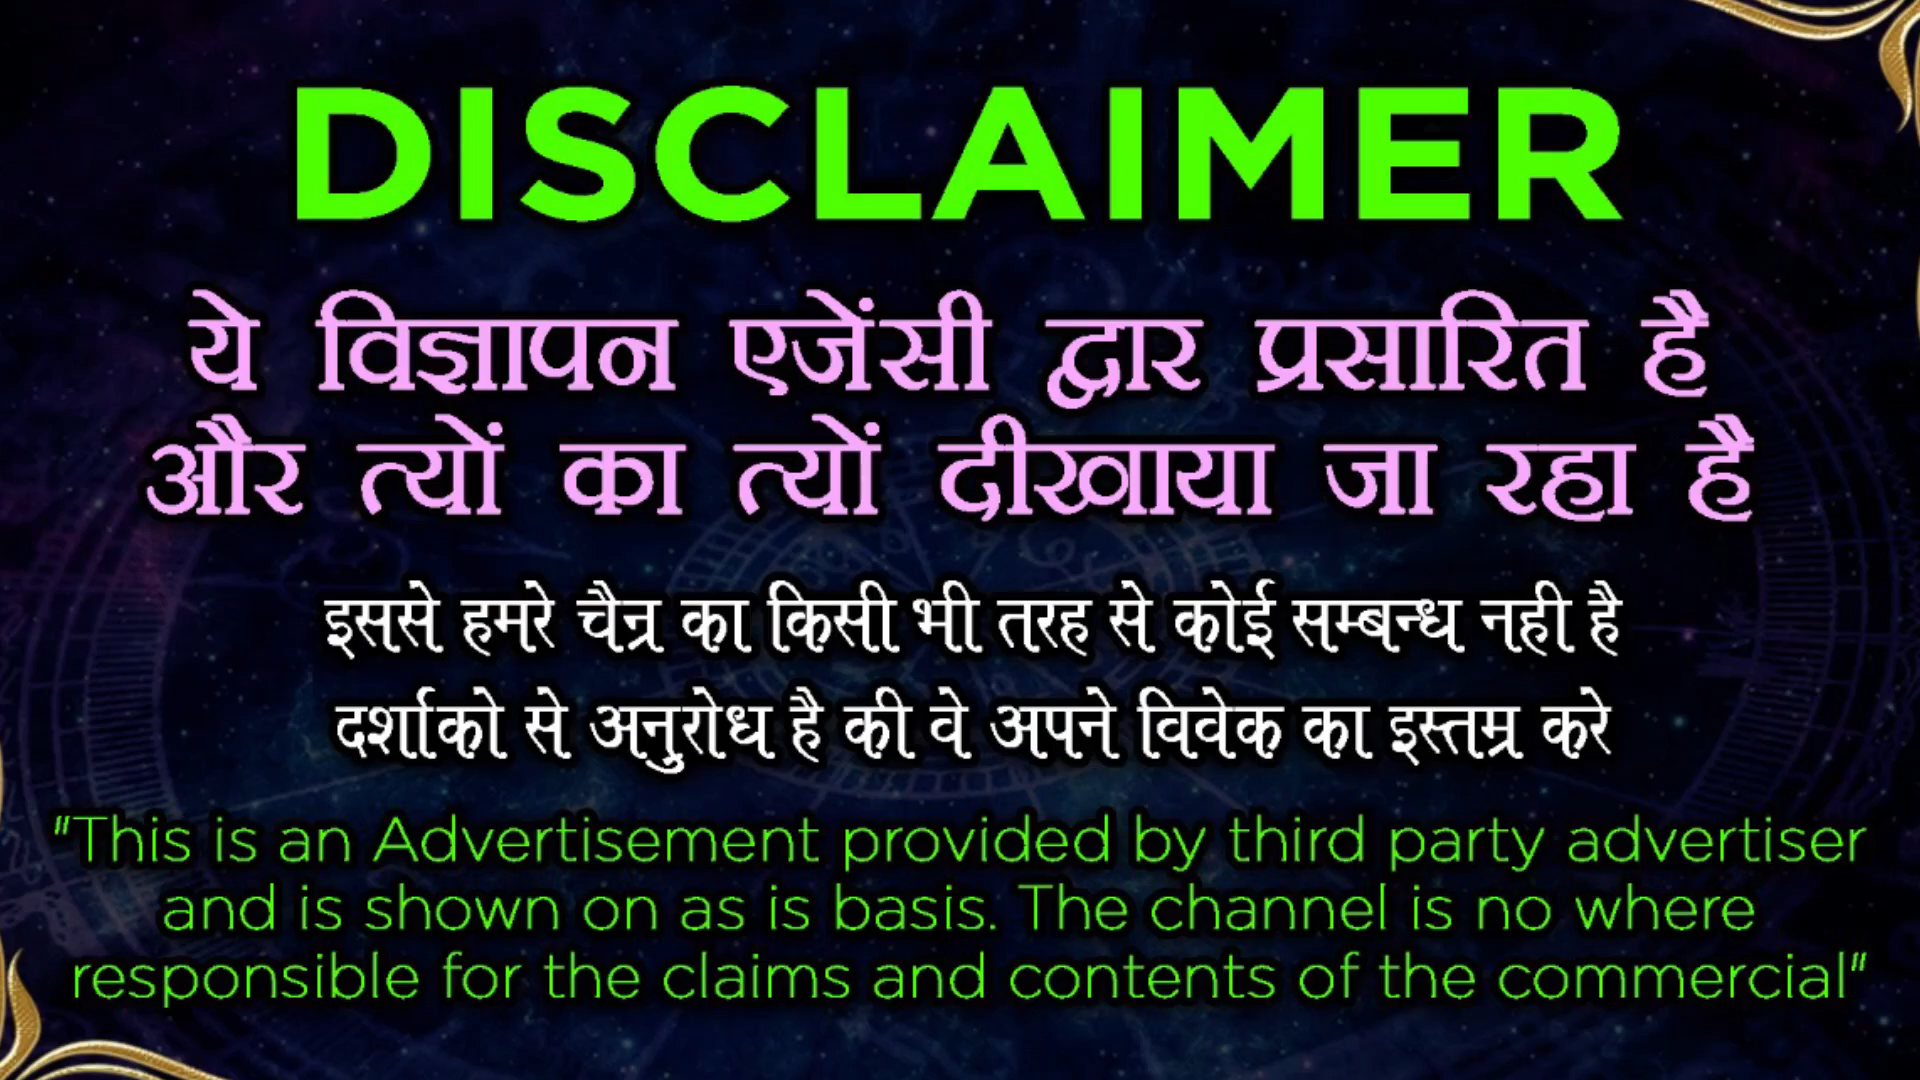 DISCLAIMER
ये विज्ञापन एजेंसी द्वार प्रसारित है
और त्यों का त्यों दीखाया जा रहा है
इससे हमरे चैन्र का किसी भी तरह से कोई सम्बन्ध नही है
दर्शाको से अनुरोध है की वे अपने विवेक का इस्तम्र करे
"This is an Advertisement provided by third party advertiser
and is shown on as is basis. The channel is no where
responsible for the claims and contents of the commercial"